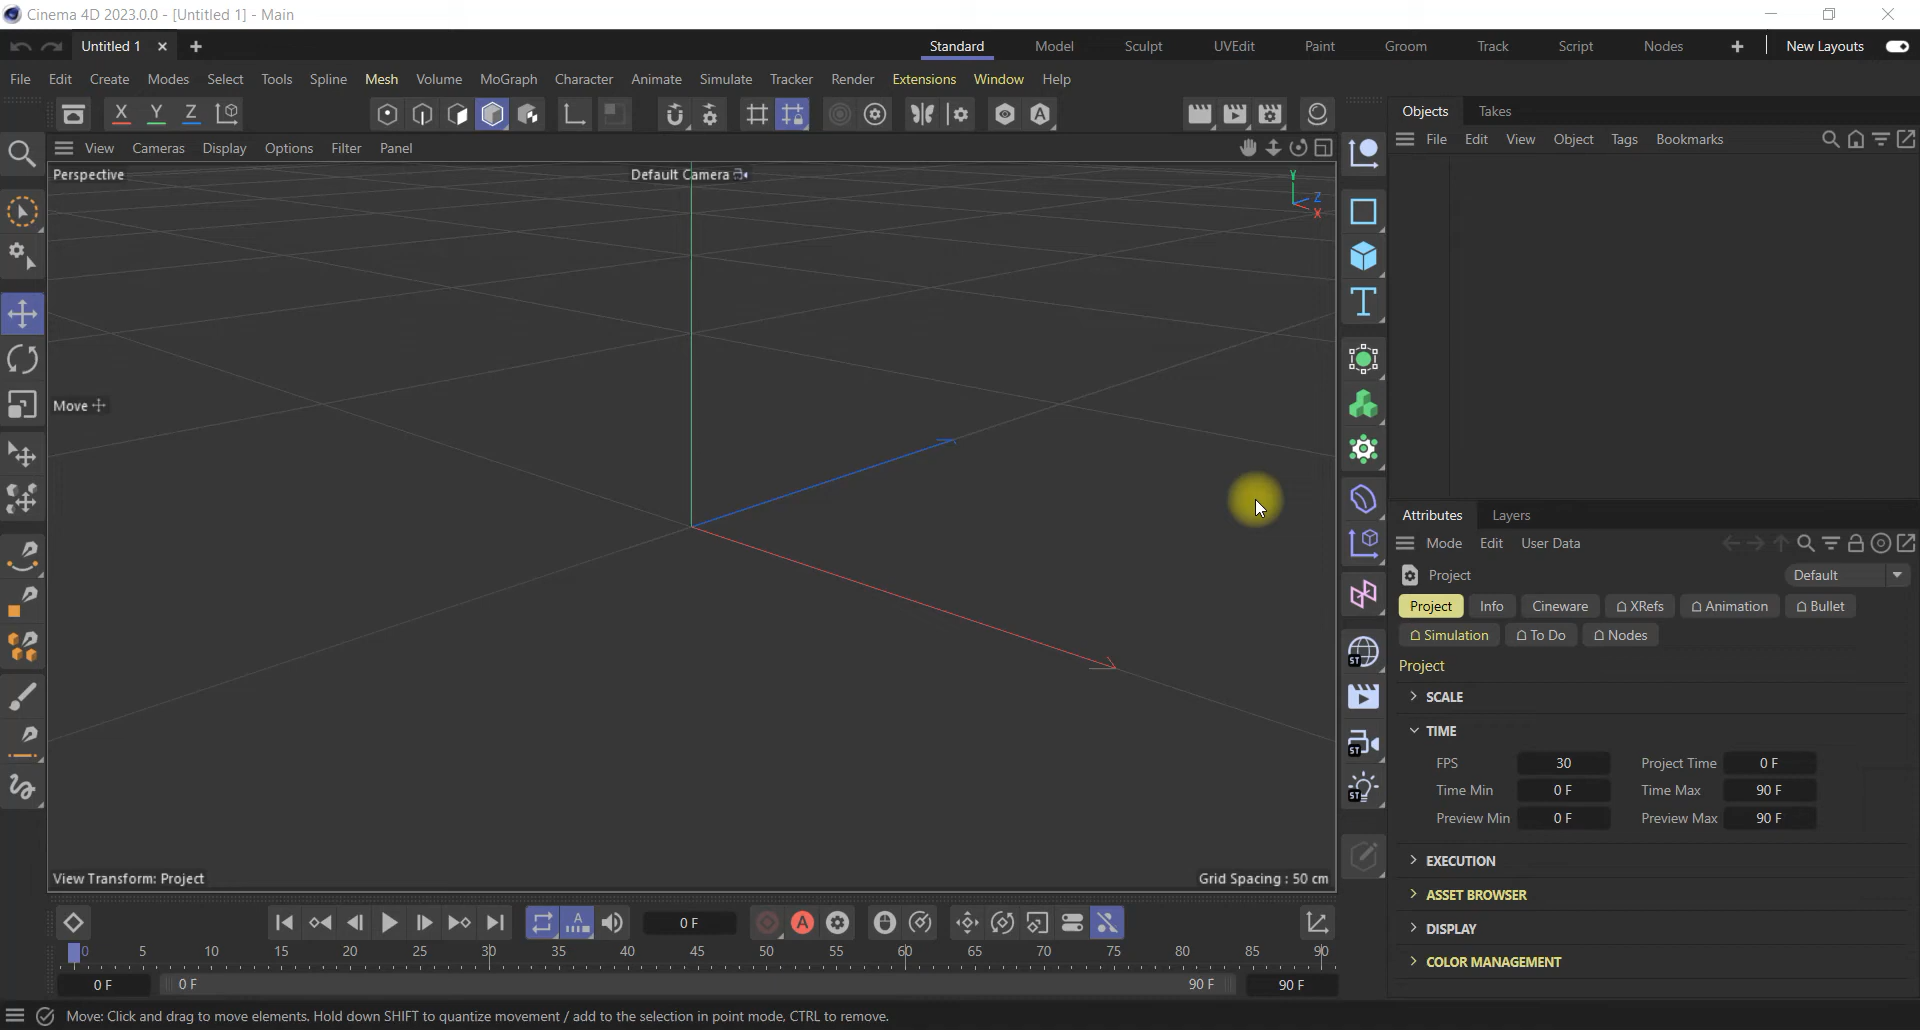 Cinema 4D 2023.0.0 - [Untitled 1] - Main
Untitled 1
Standard Model Sculpt UVEdit Paint Groom Track Script Nodes New Layouts
File Edit Create Modes Select Tools Spline Mesh Volume MoGraph Character Animate Simulate Tracker Render Extensions Window Help
X Y Z
Objects Takes
File Edit View Object Tags Bookmarks
View Cameras Display Options Filter Panel
Perspective
Default Camera
Y
Z
X
Move
Attributes Layers
Mode Edit User Data
Project Default
Project Info Cineware XRefs Animation Bullet
Simulation To Do Nodes
Project
SCALE
TIME
FPS 30 Project Time 0 F
Time Min 0 F Time Max 90 F
Preview Min 0 F Preview Max 90 F
EXECUTION
ASSET BROWSER
DISPLAY
COLOR MANAGEMENT
ST
ST
ST
View Transform: Project
Grid Spacing : 50 cm
A 0 F A
0 5 10 15 20 25 30 35 40 45 50 55 60 65 70 75 80 85 90
0 F 0 F 90 F 90 F
Move: Click and drag to move elements. Hold down SHIFT to quantize movement / add to the selection in point mode, CTRL to remove.